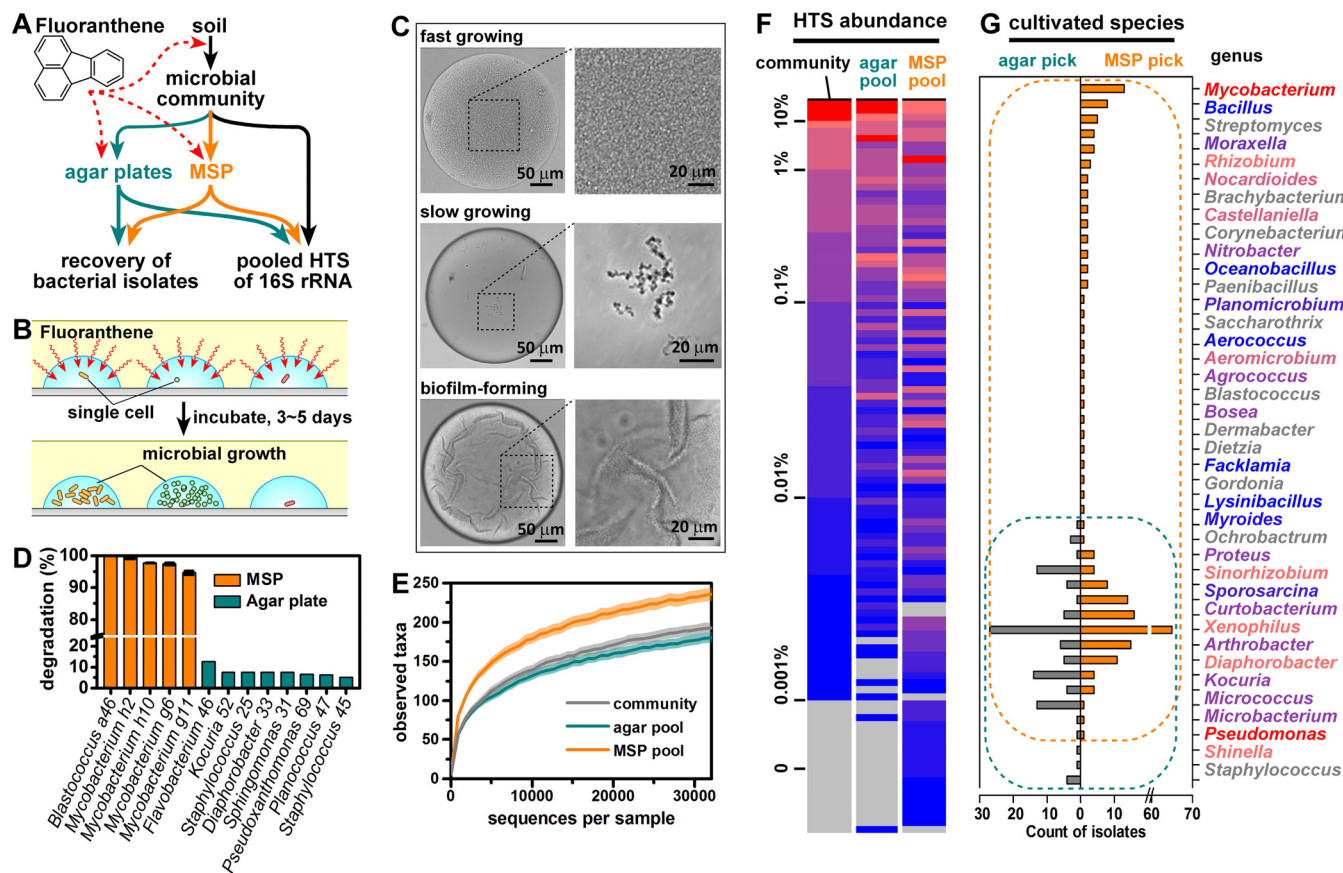 A
Fluoranthene
soil
microbial
community
agar plates
MSP
recovery of
bacterial isolates
pooled HTS
of 16S rRNA
B
Fluoranthene
single cell
incubate, 3~5 days
microbial growth
C
fast growing
50 μm
20 μm
slow growing
50 μm
20 μm
biofilm-forming
50 μm
20 μm
D
degradation (%)
100
90
80
20
10
0
MSP
Agar plate
Blastococcus a46
Mycobacterium h2
Mycobacterium h10
Mycobacterium g6
Mycobacterium g11
Flavobacterium 46
Kocuria 52
Staphylococcus 25
Diaphorobacter 33
Sphingomonas 31
Pseudoxanthomonas 69
Planococcus 47
Staphylococcus 45
E
observed taxa
250
200
150
100
50
0
community
agar pool
MSP pool
0
10000
20000
30000
sequences per sample
F
HTS abundance
community
agar
pool
MSP
pool
10%
1%
0.1%
0.01%
0.001%
0
G
cultivated species
agar pick
MSP pick
genus
Mycobacterium
Bacillus
Streptomyces
Moraxella
Rhizobium
Nocardioides
Brachybacterium
Castellaniella
Corynebacterium
Nitrobacter
Oceanobacillus
Paenibacillus
Planomicrobium
Saccharothrix
Aerococcus
Aeromicrobium
Agrococcus
Blastococcus
Bosea
Dermabacter
Dietzia
Facklamia
Gordonia
Lysinibacillus
Myroides
Ochrobactrum
Proteus
Sinorhizobium
Sporosarcina
Curtobacterium
Xenophilus
Arthrobacter
Diaphorobacter
Kocuria
Micrococcus
Microbacterium
Pseudomonas
Shinella
Staphylococcus
30
10
0
10
60
70
Count of isolates